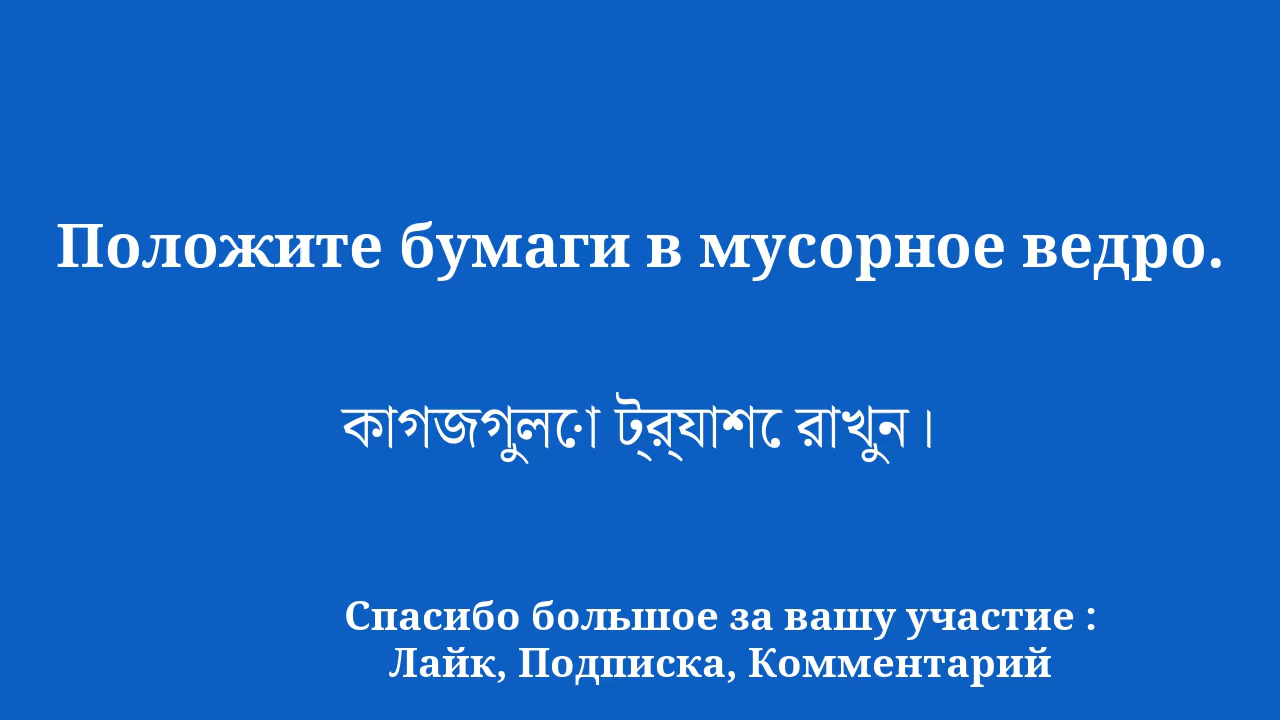 Положите бумаги в мусорное ведро.
কাগজগুলো ট্র্যাশে রাখুন।
Спасибо большое за вашу участие :
Лайк, Подписка, Комментарий